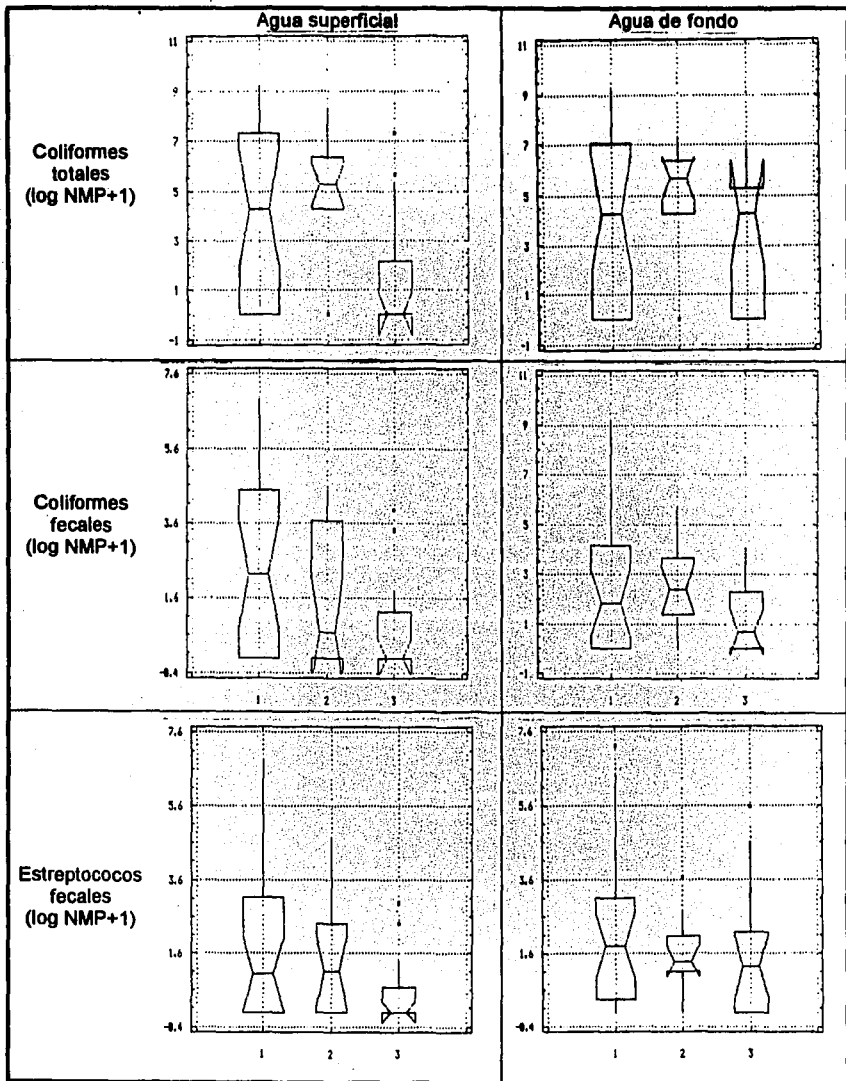 Agua superficial
Agua de fondo
Coliformes
totales
(log NMP+1)
11
9
7
5
3
1
-1
11
9
7
5
3
1
-1
Coliformes
fecales
(log NMP+1)
7.6
5.6
3.6
1.6
-0.4
1 2 3
11
9
7
5
3
1
-1
1 2 3
Estreptococos
fecales
(log NMP+1)
7.6
5.6
3.6
1.6
-0.4
1 2 3
7.6
5.6
3.6
1.6
-0.4
1 2 3